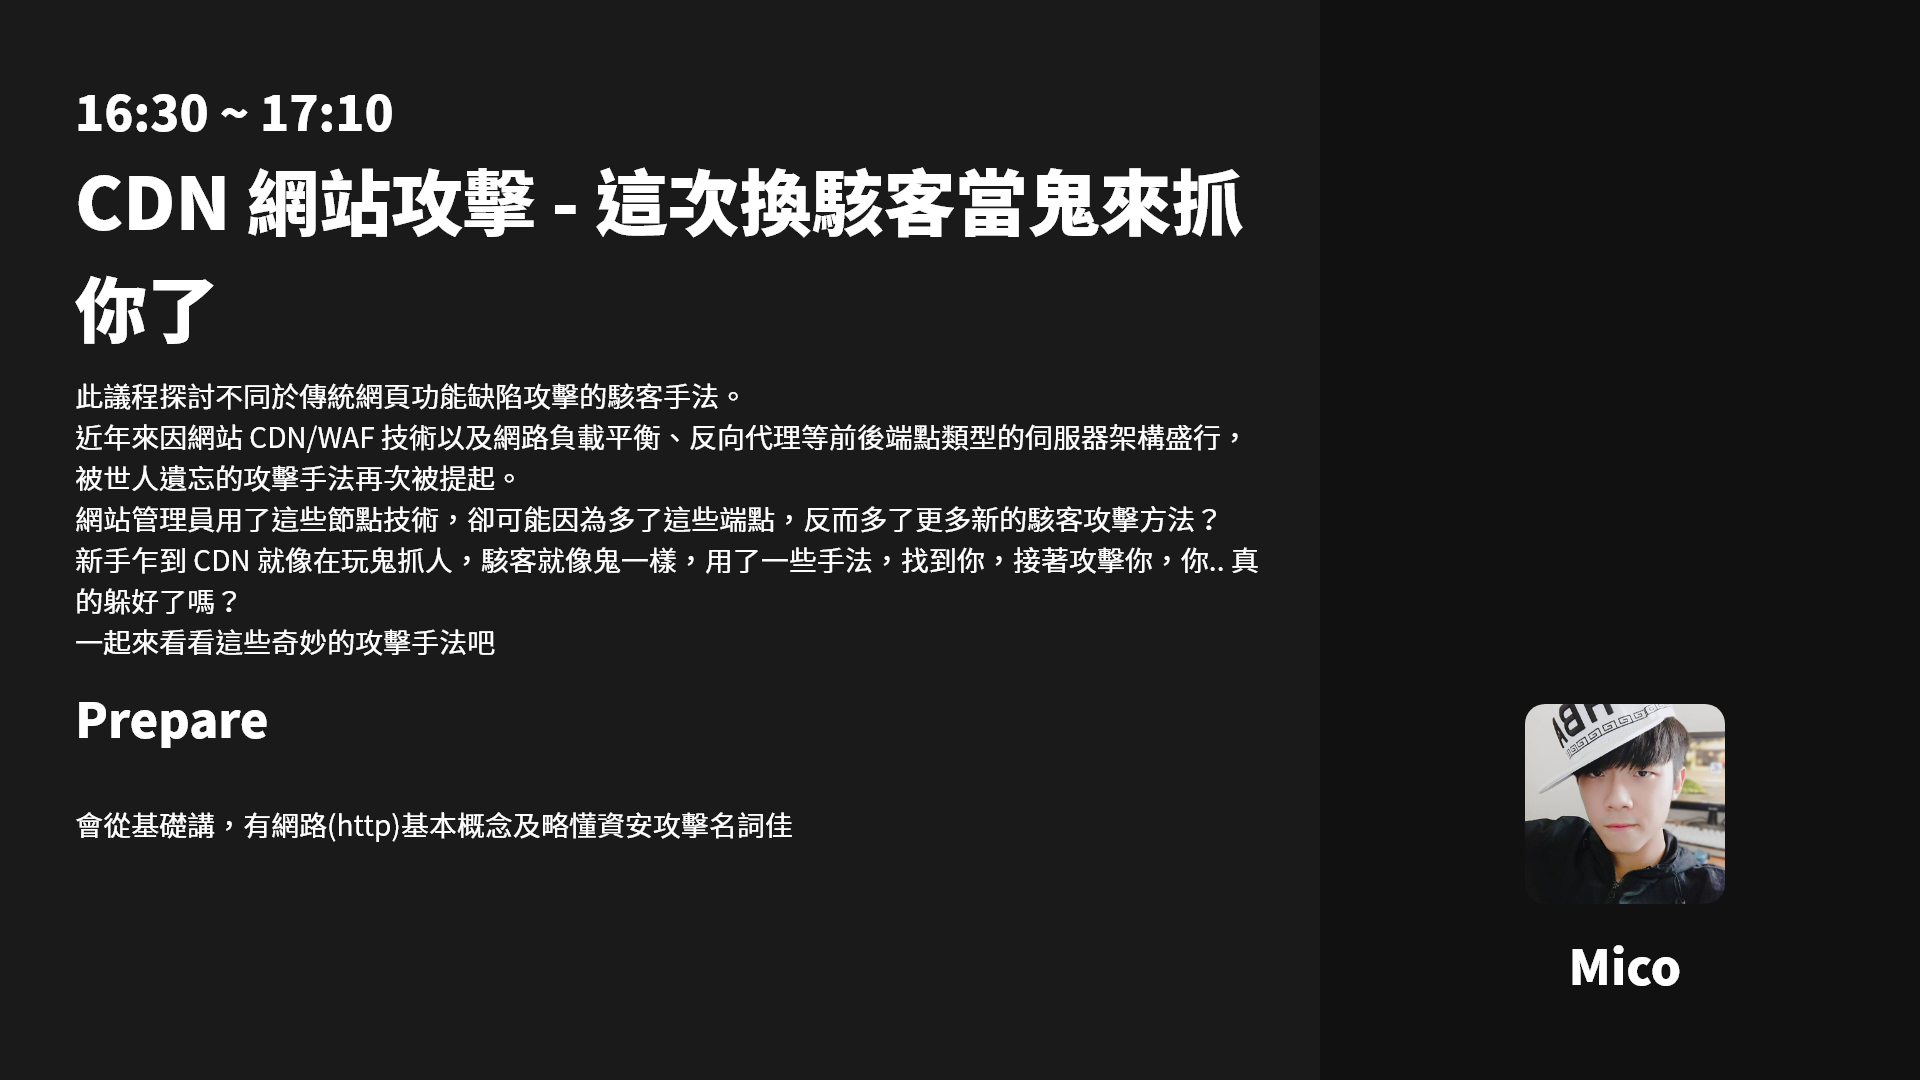 16:30 ~ 17:10
CDN 網站攻擊 - 這次換駭客當鬼來抓
你了
此議程探討不同於傳統網頁功能缺陷攻擊的駭客手法。
近年來因網站 CDN/WAF 技術以及網路負載平衡、反向代理等前後端點類型的伺服器架構盛行，
被世人遺忘的攻擊手法再次被提起。
網站管理員用了這些節點技術，卻可能因為多了這些端點，反而多了更多新的駭客攻擊方法？
新手乍到 CDN 就像在玩鬼抓人，駭客就像鬼一樣，用了一些手法，找到你，接著攻擊你，你.. 真
的躲好了嗎？
一起來看看這些奇妙的攻擊手法吧
Prepare
會從基礎講，有網路(http)基本概念及略懂資安攻擊名詞佳
Mico